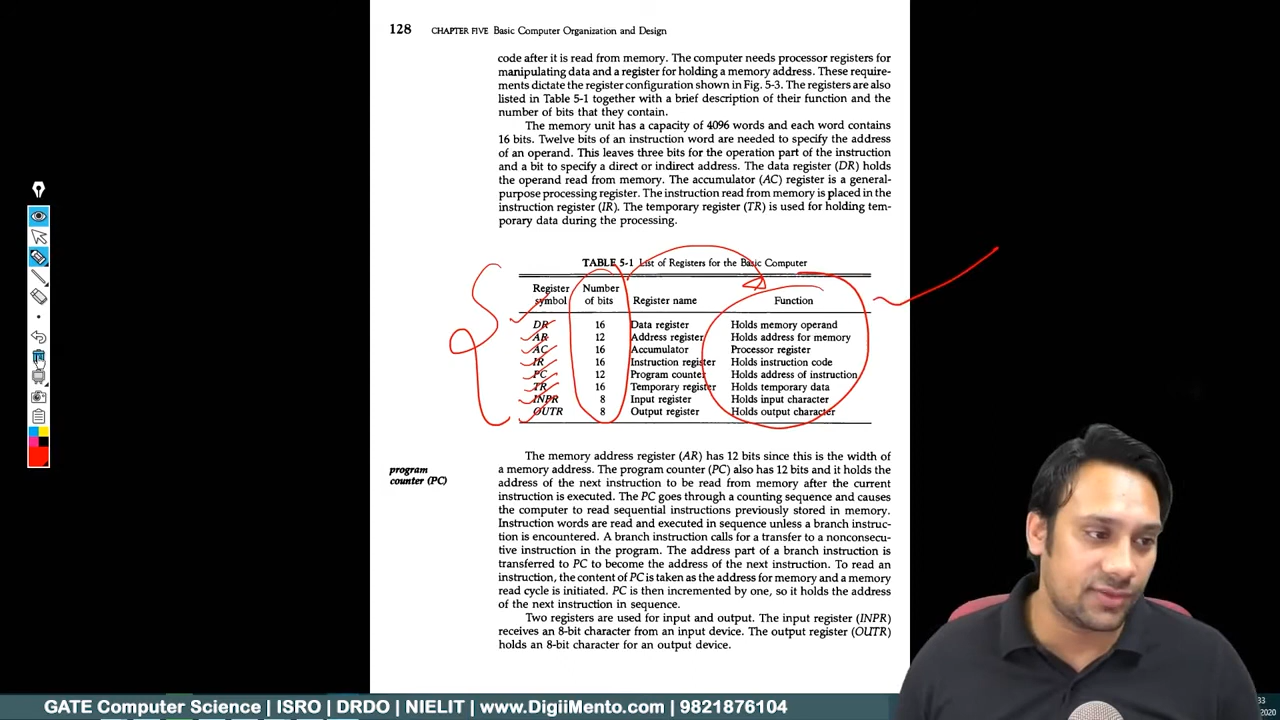 128 CHAPTER FIVE Basic Computer Organization and Design
code after it is read from memory. The computer needs processor registers for
manipulating data and a register for holding a memory address. These require-
ments dictate the register configuration shown in Fig. 5-3. The registers are also
listed in Table 5-1 together with a brief description of their function and the
number of bits that they contain.
The memory unit has a capacity of 4096 words and each word contains
16 bits. Twelve bits of an instruction word are needed to specify the address
of an operand. This leaves three bits for the operation part of the instruction
and a bit to specify a direct or indirect address. The data register (DR) holds
the operand read from memory. The accumulator (AC) register is a general-
purpose processing register. The instruction read from memory is placed in the
instruction register (IR). The temporary register (TR) is used for holding tem-
porary data during the processing.
TABLE 5-1 List of Registers for the Basic Computer
Register symbol Number of bits Register name Function
DR 16 Data register Holds memory operand
AR 12 Address register Holds address for memory
AC 16 Accumulator Processor register
IR 16 Instruction register Holds instruction code
PC 12 Program counter Holds address of instruction
TR 16 Temporary register Holds temporary data
INPR 8 Input register Holds input character
OUTR 8 Output register Holds output character
program
counter (PC)
The memory address register (AR) has 12 bits since this is the width of
a memory address. The program counter (PC) also has 12 bits and it holds the
address of the next instruction to be read from memory after the current
instruction is executed. The PC goes through a counting sequence and causes
the computer to read sequential instructions previously stored in memory.
Instruction words are read and executed in sequence unless a branch instruc-
tion is encountered. A branch instruction calls for a transfer to a nonconsecu-
tive instruction in the program. The address part of a branch instruction is
transferred to PC to become the address of the next instruction. To read an
instruction, the content of PC is taken as the address for memory and a memory
read cycle is initiated. PC is then incremented by one, so it holds the address
of the next instruction in sequence.
Two registers are used for input and output. The input register (INPR)
receives an 8-bit character from an input device. The output register (OUTR)
holds an 8-bit character for an output device.
GATE Computer Science | ISRO | DRDO | NIELIT | www.DigiiMento.com | 9821876104
33
2020